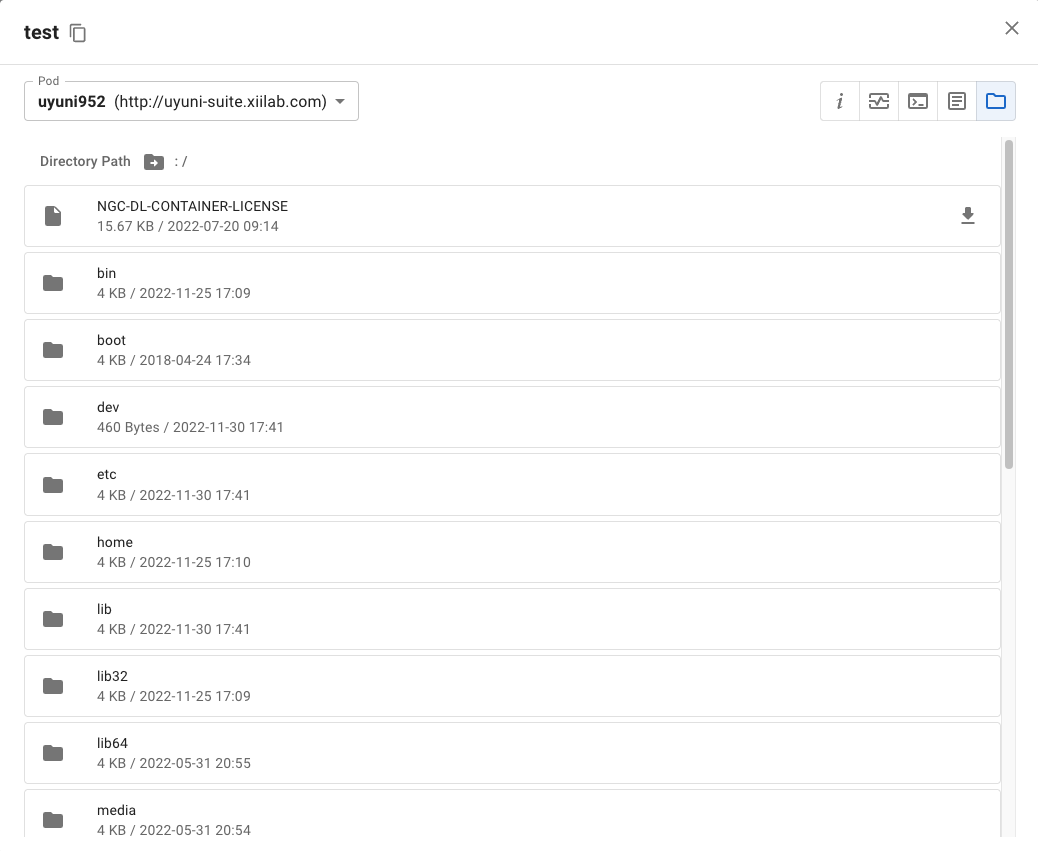 test
Pod
uyuni952 (http://uyuni-suite.xiilab.com)
i
Directory Path : /
NGC-DL-CONTAINER-LICENSE
15.67 KB / 2022-07-20 09:14
bin
4 KB / 2022-11-25 17:09
boot
4 KB / 2018-04-24 17:34
dev
460 Bytes / 2022-11-30 17:41
etc
4 KB / 2022-11-30 17:41
home
4 KB / 2022-11-25 17:10
lib
4 KB / 2022-11-30 17:41
lib32
4 KB / 2022-11-25 17:09
lib64
4 KB / 2022-05-31 20:55
media
4 KB / 2022-05-31 20:54